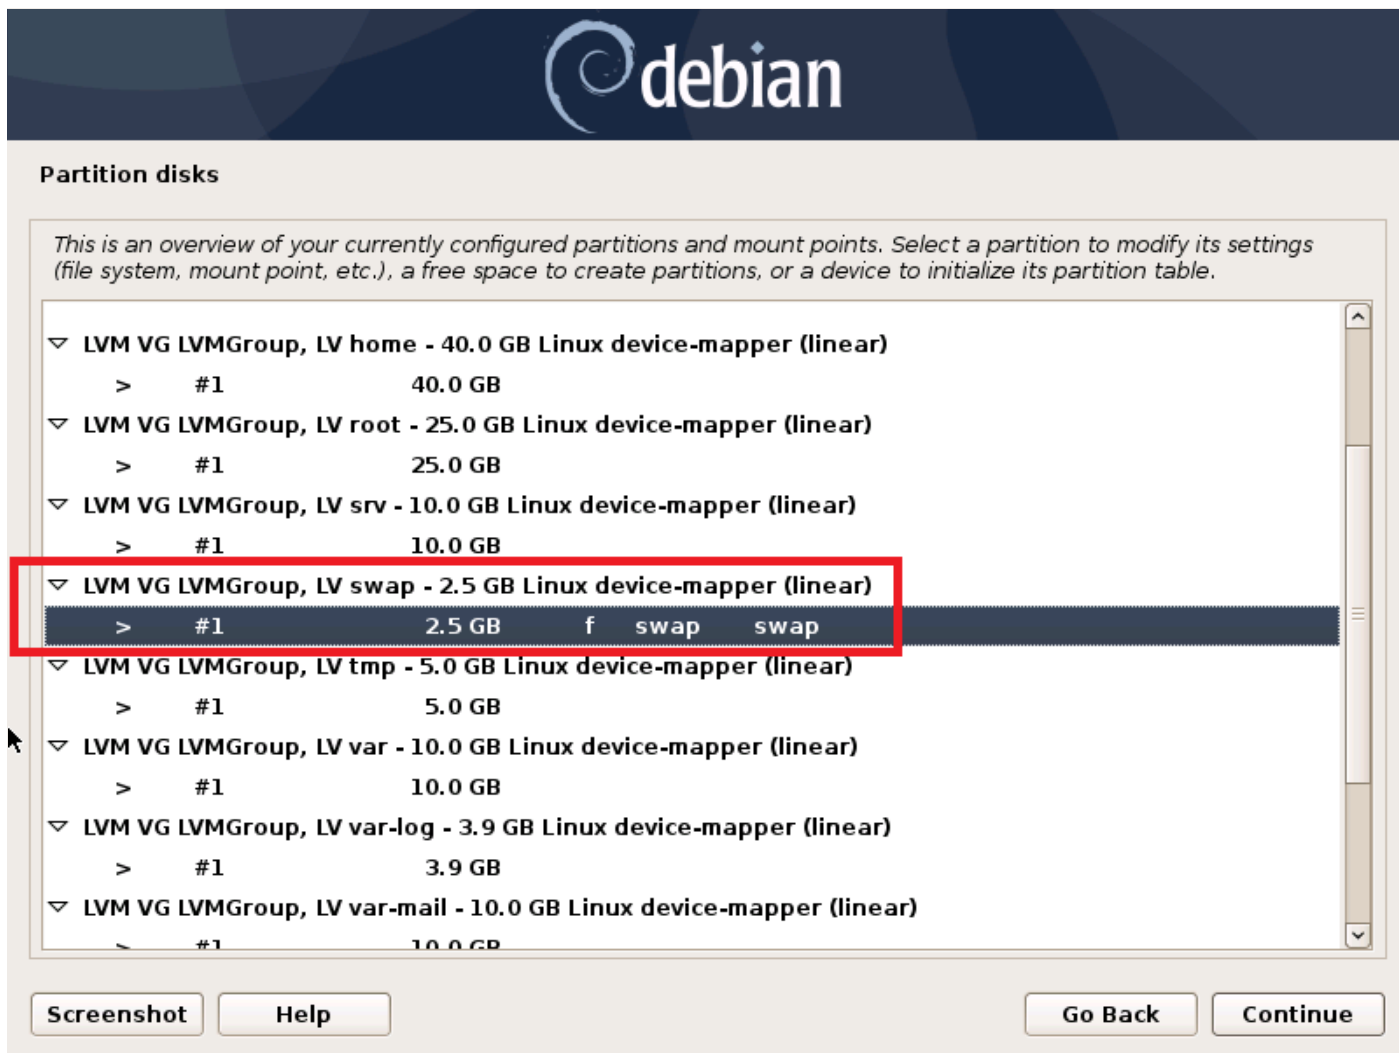 debian
Partition disks
This is an overview of your currently configured partitions and mount points. Select a partition to modify its settings
(file system, mount point, etc.), a free space to create partitions, or a device to initialize its partition table.
LVM VG LVMGroup, LV home - 40.0 GB Linux device-mapper (linear)
> #1 40.0 GB
LVM VG LVMGroup, LV root - 25.0 GB Linux device-mapper (linear)
> #1 25.0 GB
LVM VG LVMGroup, LV srv - 10.0 GB Linux device-mapper (linear)
> #1 10.0 GB
LVM VG LVMGroup, LV swap - 2.5 GB Linux device-mapper (linear)
> #1 2.5 GB f swap swap
LVM VG LVMGroup, LV tmp - 5.0 GB Linux device-mapper (linear)
> #1 5.0 GB
LVM VG LVMGroup, LV var - 10.0 GB Linux device-mapper (linear)
> #1 10.0 GB
LVM VG LVMGroup, LV var-log - 3.9 GB Linux device-mapper (linear)
> #1 3.9 GB
LVM VG LVMGroup, LV var-mail - 10.0 GB Linux device-mapper (linear)
> #1 10.0 GB
Screenshot Help Go Back Continue